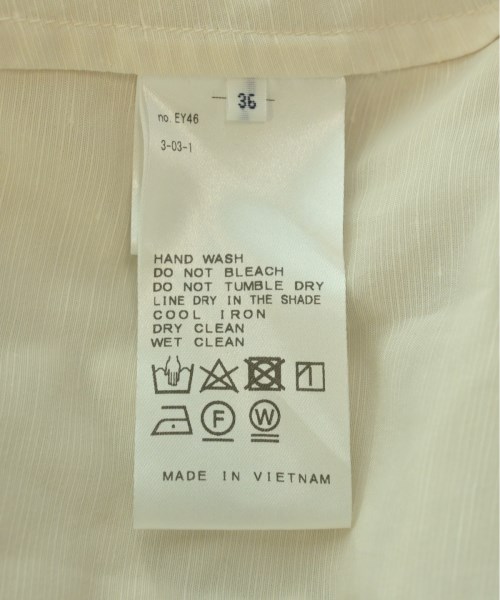 36
no. EY46
3-03-1
HAND WASH
DO NOT BLEACH
DO NOT TUMBLE DRY
LINE DRY IN THE SHADE
COOL IRON
DRY CLEAN
WET CLEAN
F W
MADE IN VIETNAM